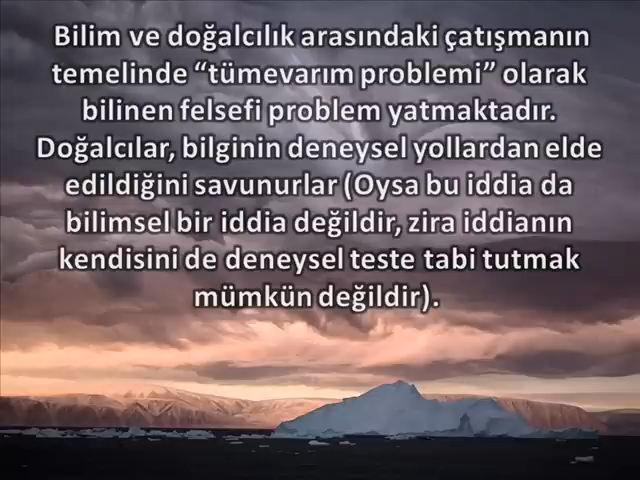 Bilim ve doğalcılık arasındaki çatışmanın
temelinde “tümevarım problemi” olarak
bilinen felsefi problem yatmaktadır.
Doğalcılar, bilginin deneysel yollardan elde
edildiğini savunurlar (Oysa bu iddia da
bilimsel bir iddia değildir, zira iddianın
kendisini de deneysel teste tabi tutmak
mümkün değildir).